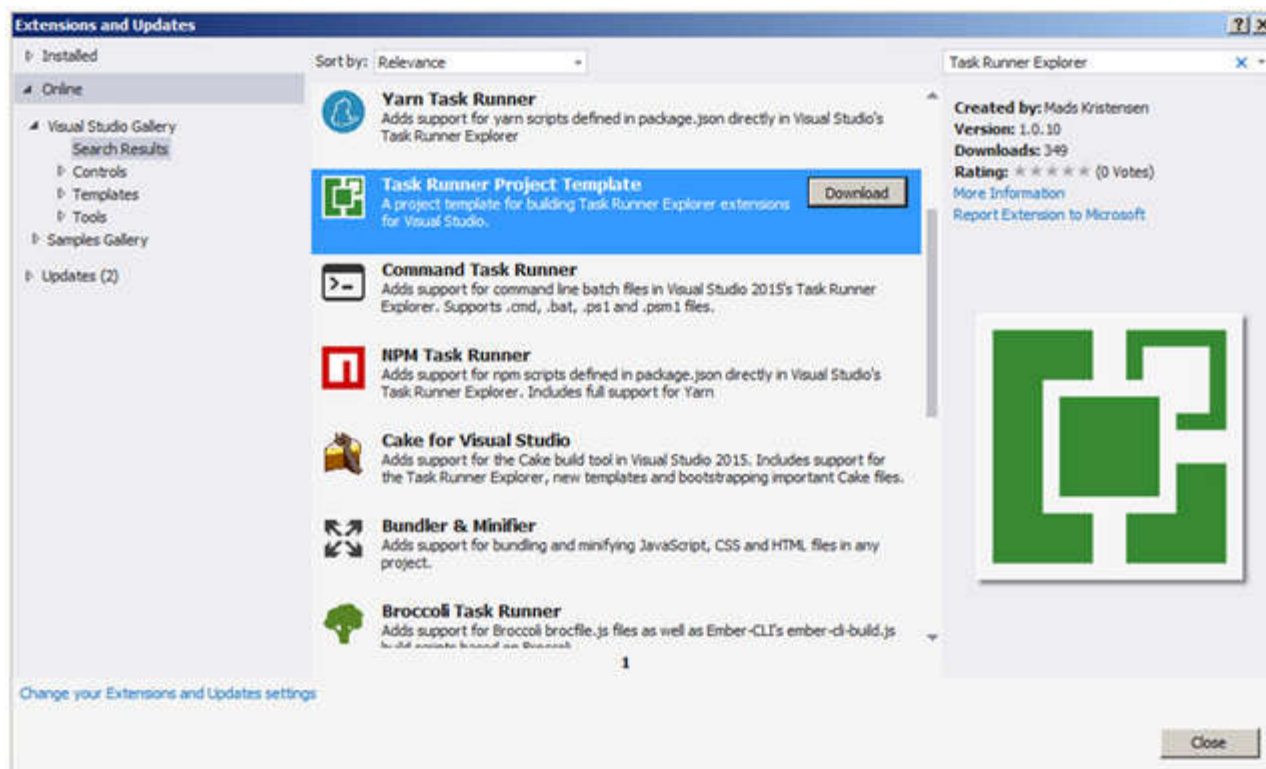 Extensions and Updates
Installed
Online
Visual Studio Gallery
Search Results
Controls
Templates
Tools
Samples Gallery
Updates (2)
Sort by: Relevance
Yarn Task Runner
Adds support for yarn scripts defined in package.json directly in Visual Studio's
Task Runner Explorer
Task Runner Project Template
A project template for building Task Runner Explorer extensions
for Visual Studio.
Download
Command Task Runner
Adds support for command line batch files in Visual Studio 2015's Task Runner
Explorer. Supports .cmd, .bat, .ps1 and .psm1 files.
NPM Task Runner
Adds support for npm scripts defined in package.json directly in Visual Studio's
Task Runner Explorer. Includes full support for Yarn
Cake for Visual Studio
Adds support for the Cake build tool in Visual Studio 2015. Includes support for
the Task Runner Explorer, new templates and bootstrapping important Cake files.
Bundler & Minifier
Adds support for bundling and minifying JavaScript, CSS and HTML files in any
project.
Broccoli Task Runner
Adds support for Broccoli brocfile.js files as well as Ember-CLI's ember-cli-build.js
build scripts based on Broccoli
1
Task Runner Explorer
Created by: Mads Kristensen
Version: 1.0.10
Downloads: 349
Rating: (0 Votes)
More Information
Report Extension to Microsoft
Change your Extensions and Updates settings
Close